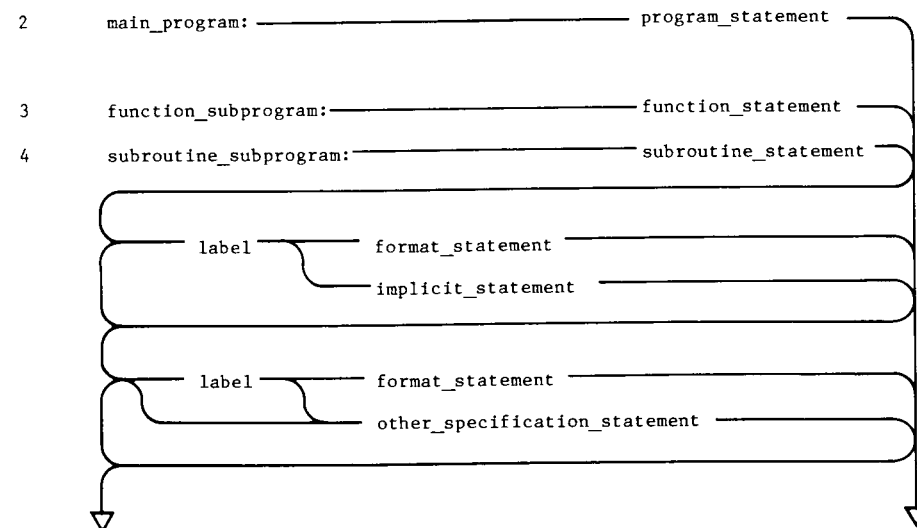 2 main_program: program_statement
3 function_subprogram: function_statement
4 subroutine_subprogram: subroutine_statement
label format_statement
implicit_statement
label format_statement
other_specification_statement